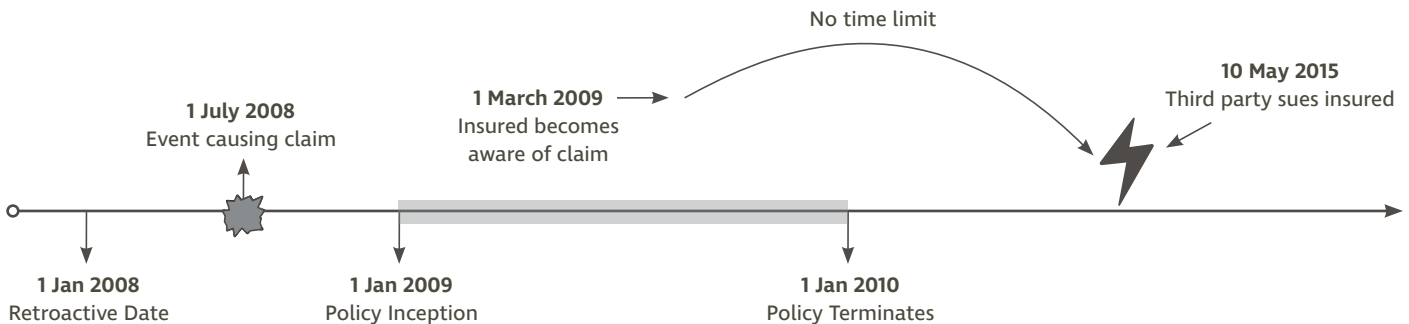 No time limit
10 May 2015
Third party sues insured
1 March 2009
Insured becomes
aware of claim
1 July 2008
Event causing claim
1 Jan 2008
Retroactive Date
1 Jan 2009
Policy Inception
1 Jan 2010
Policy Terminates